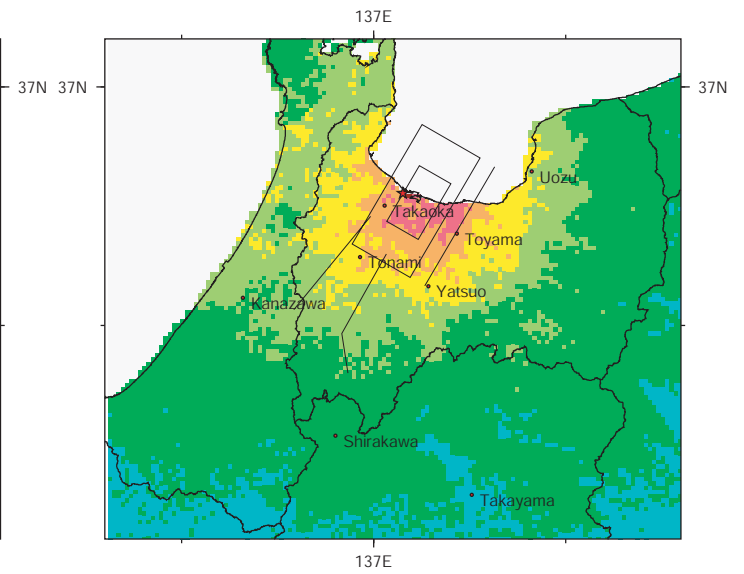 137E
37N 37N 37N
Uozu
Takaoka
Toyama
Tonami
Yatsuo
Kanazawa
Shirakawa
Takayama
137E